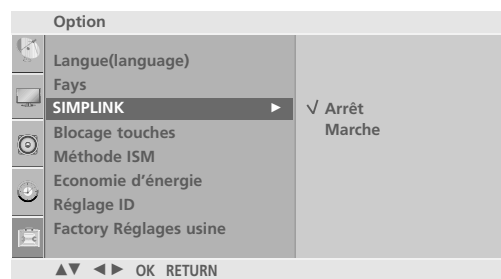 Option
Langue(language)
Fays
SIMPLINK ► √ Arrêt
Blocage touches Marche
Méthode ISM
Economie d'énergie
Réglage ID
Factory Réglages usine
▲▼ ◄ ► OK RETURN